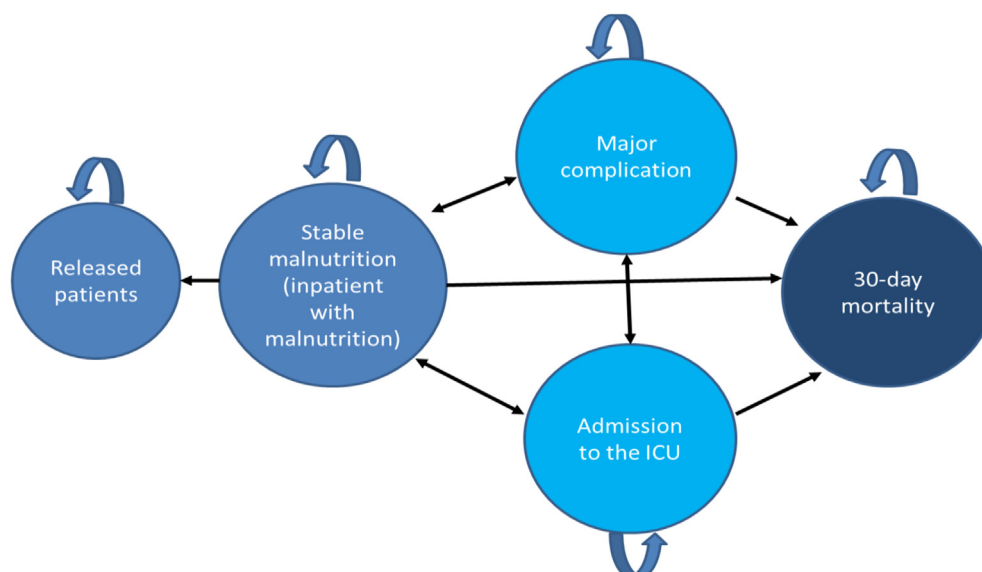 Released
patients
Stable
malnutrition
(inpatient
with
malnutrition)
Major
complication
Admission
to the ICU
30-day
mortality